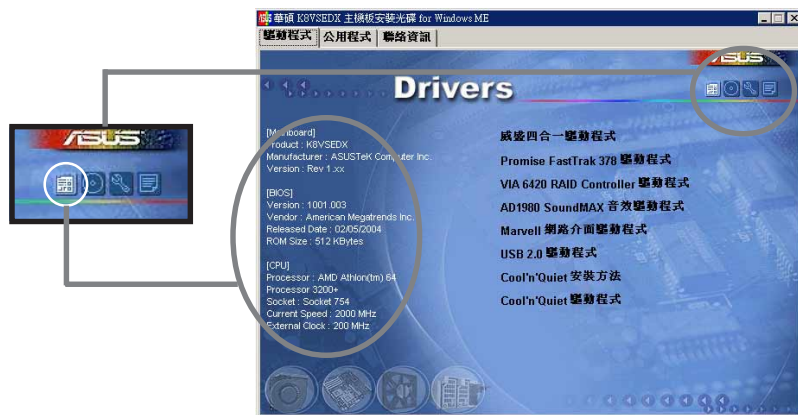 華碩 K8VSEDX 主機板安裝光碟 for Windows ME
驅動程式 公用程式 聯絡資訊
/ISUS
Drivers
[Motherboard]
Product : K8VSEDX
Manufacturer : ASUSTeK Computer Inc.
Version : Rev 1.xx
[BIOS]
Version : 1001.003
Vendor : American Megatrends Inc.
Released Date : 02/05/2004
ROM Size : 512 KBytes
[CPU]
Processor : AMD Athlon(tm) 64
Processor 3200+
Socket : Socket 754
Current Speed : 2000 MHz
External Clock : 200 MHz
威盛四合一驅動程式
Promise FastTrak 378 驅動程式
VIA 6420 RAID Controller 驅動程式
AD1980 SoundMAX 音效驅動程式
Marvell 網路介面驅動程式
USB 2.0 驅動程式
Cool'n'Quiet 安裝方法
Cool'n'Quiet 驅動程式
/ISUS